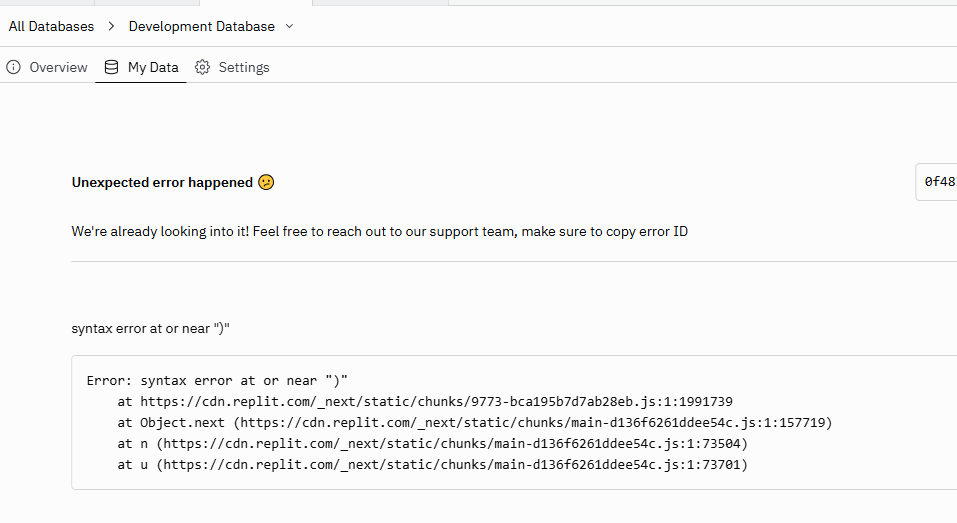 All Databases > Development Database
Overview My Data Settings
Unexpected error happened 😕
0f48
We're already looking into it! Feel free to reach out to our support team, make sure to copy error ID
syntax error at or near ")"
Error: syntax error at or near ")"
at https://cdn.replit.com/_next/static/chunks/9773-bca195b7d7ab28eb.js:1:1991739
at Object.next (https://cdn.replit.com/_next/static/chunks/main-d136f6261ddee54c.js:1:157719)
at n (https://cdn.replit.com/_next/static/chunks/main-d136f6261ddee54c.js:1:73504)
at u (https://cdn.replit.com/_next/static/chunks/main-d136f6261ddee54c.js:1:73701)